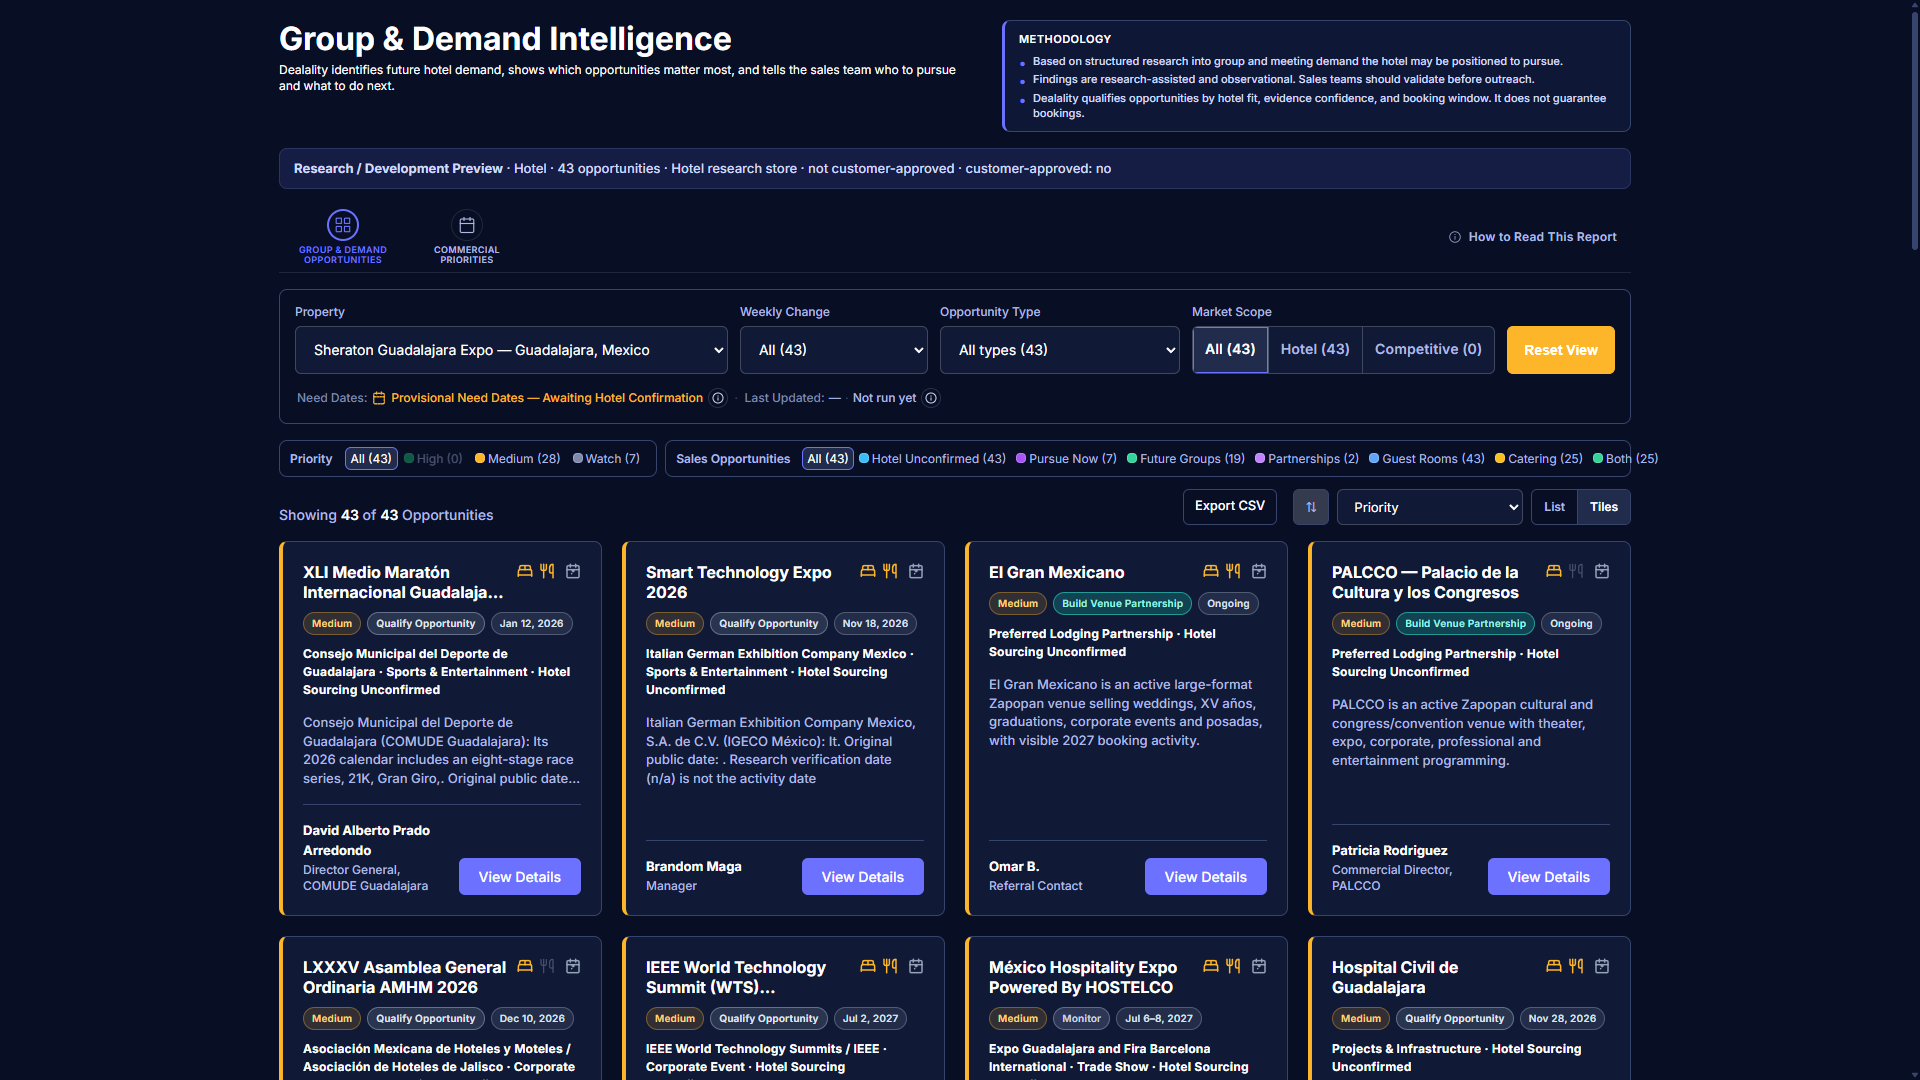 Group & Demand Intelligence
Dealality identifies future hotel demand, shows which opportunities matter most, and tells the sales team who to pursue
and what to do next.
METHODOLOGY
Based on structured research into group and meeting demand the hotel may be positioned to pursue.
Findings are research-assisted and observational. Sales teams should validate before outreach.
Dealality qualifies opportunities by hotel fit, evidence confidence, and booking window. It does not guarantee
bookings.
Research / Development Preview · Hotel · 43 opportunities · Hotel research store · not customer-approved · customer-approved: no
GROUP & DEMAND
OPPORTUNITIES
COMMERCIAL
PRIORITIES
How to Read This Report
Property
Weekly Change
Opportunity Type
Market Scope
Sheraton Guadalajara Expo — Guadalajara, Mexico
All (43)
All types (43)
All (43)
Hotel (43)
Competitive (0)
Reset View
Need Dates: Provisional Need Dates — Awaiting Hotel Confirmation · Last Updated: — · Not run yet
Priority All (43) High (0) Medium (28) Watch (7)
Sales Opportunities All (43) Hotel Unconfirmed (43) Pursue Now (7) Future Groups (19) Partnerships (2) Guest Rooms (43) Catering (25) Both (25)
Showing 43 of 43 Opportunities
Export CSV
Priority
List
Tiles
XLI Medio Maratón
Internacional Guadalaja...
Medium
Qualify Opportunity
Jan 12, 2026
Consejo Municipal del Deporte de
Guadalajara · Sports & Entertainment · Hotel
Sourcing Unconfirmed
Consejo Municipal del Deporte de
Guadalajara (COMUDE Guadalajara): Its
2026 calendar includes an eight-stage race
series, 21K, Gran Giro,. Original public date...
David Alberto Prado
Arredondo
Director General,
COMUDE Guadalajara
View Details
Smart Technology Expo
2026
Medium
Qualify Opportunity
Nov 18, 2026
Italian German Exhibition Company Mexico ·
Sports & Entertainment · Hotel Sourcing
Unconfirmed
Italian German Exhibition Company Mexico,
S.A. de C.V. (IGECO México): It. Original
public date: . Research verification date
(n/a) is not the activity date
Brandom Maga
Manager
View Details
El Gran Mexicano
Medium
Build Venue Partnership
Ongoing
Preferred Lodging Partnership · Hotel
Sourcing Unconfirmed
El Gran Mexicano is an active large-format
Zapopan venue selling weddings, XV años,
graduations, corporate events and posadas,
with visible 2027 booking activity.
Omar B.
Referral Contact
View Details
PALCCO — Palacio de la
Cultura y los Congresos
Medium
Build Venue Partnership
Ongoing
Preferred Lodging Partnership · Hotel
Sourcing Unconfirmed
PALCCO is an active Zapopan cultural and
congress/convention venue with theater,
expo, corporate, professional and
entertainment programming.
Patricia Rodriguez
Commercial Director,
PALCCO
View Details
LXXXV Asamblea General
Ordinaria AMHM 2026
Medium
Qualify Opportunity
Dec 10, 2026
Asociación Mexicana de Hoteles y Moteles /
Asociación de Hoteles de Jalisco · Corporate
IEEE World Technology
Summit (WTS)...
Medium
Qualify Opportunity
Jul 2, 2027
IEEE World Technology Summits / IEEE ·
Corporate Event · Hotel Sourcing
México Hospitality Expo
Powered By HOSTELCO
Medium
Monitor
Jul 6–8, 2027
Expo Guadalajara and Fira Barcelona
International · Trade Show · Hotel Sourcing
Hospital Civil de
Guadalajara
Medium
Qualify Opportunity
Nov 28, 2026
Projects & Infrastructure · Hotel Sourcing
Unconfirmed